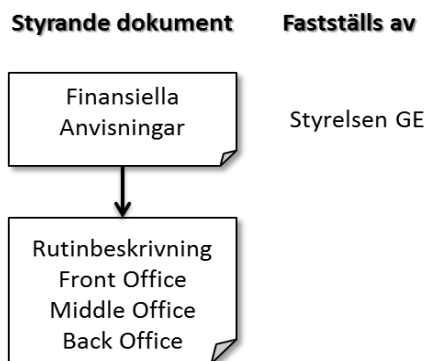 Styrande dokument Fastställs av
Finansiella
Anvisningar
Styrelsen GE
Rutinbeskrivning
Front Office
Middle Office
Back Office